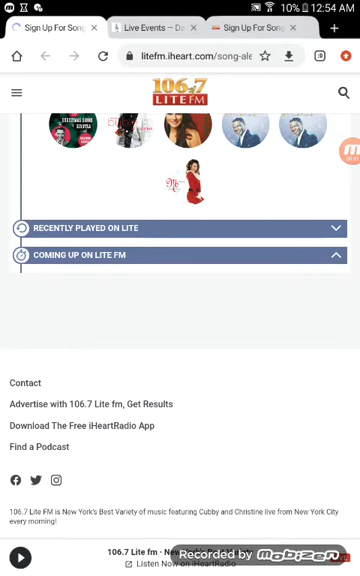 10% 12:54 AM
Sign Up For Song
Live Events — Da
Sign Up For Song
litefm.iheart.com/song-ale
106.7
LITE FM
RECENTLY PLAYED ON LITE
COMING UP ON LITE FM
Contact
Advertise with 106.7 Lite fm, Get Results
Download The Free iHeartRadio App
Find a Podcast
106.7 Lite FM is New York's Best Variety of music featuring Cubby and Christine live from New York City
every morning!
106.7 Lite fm · New York's Best Variety
Listen Now on iHeartRadio
Recorded by mobizen